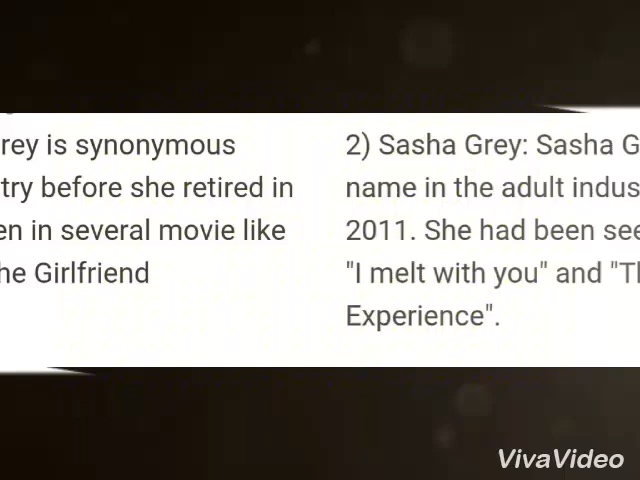 rey is synonymous
try before she retired in
en in several movie like
he Girlfriend
2) Sasha Grey: Sasha G
name in the adult indus
2011. She had been see
"I melt with you" and "Th
Experience".
VivaVideo